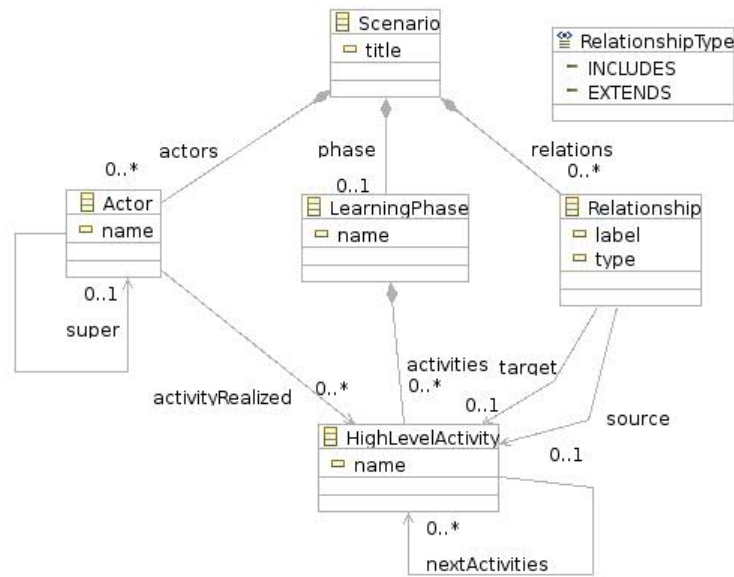 Scenario
title
RelationshipType
INCLUDES
EXTENDS
actors
phase
relations
0..*
0..1
0..*
Actor
name
LearningPhase
name
Relationship
label
type
0..1
super
activities
target
activityRealized
0..*
0..*
0..1
source
HighLevelActivity
name
0..1
0..*
nextActivities